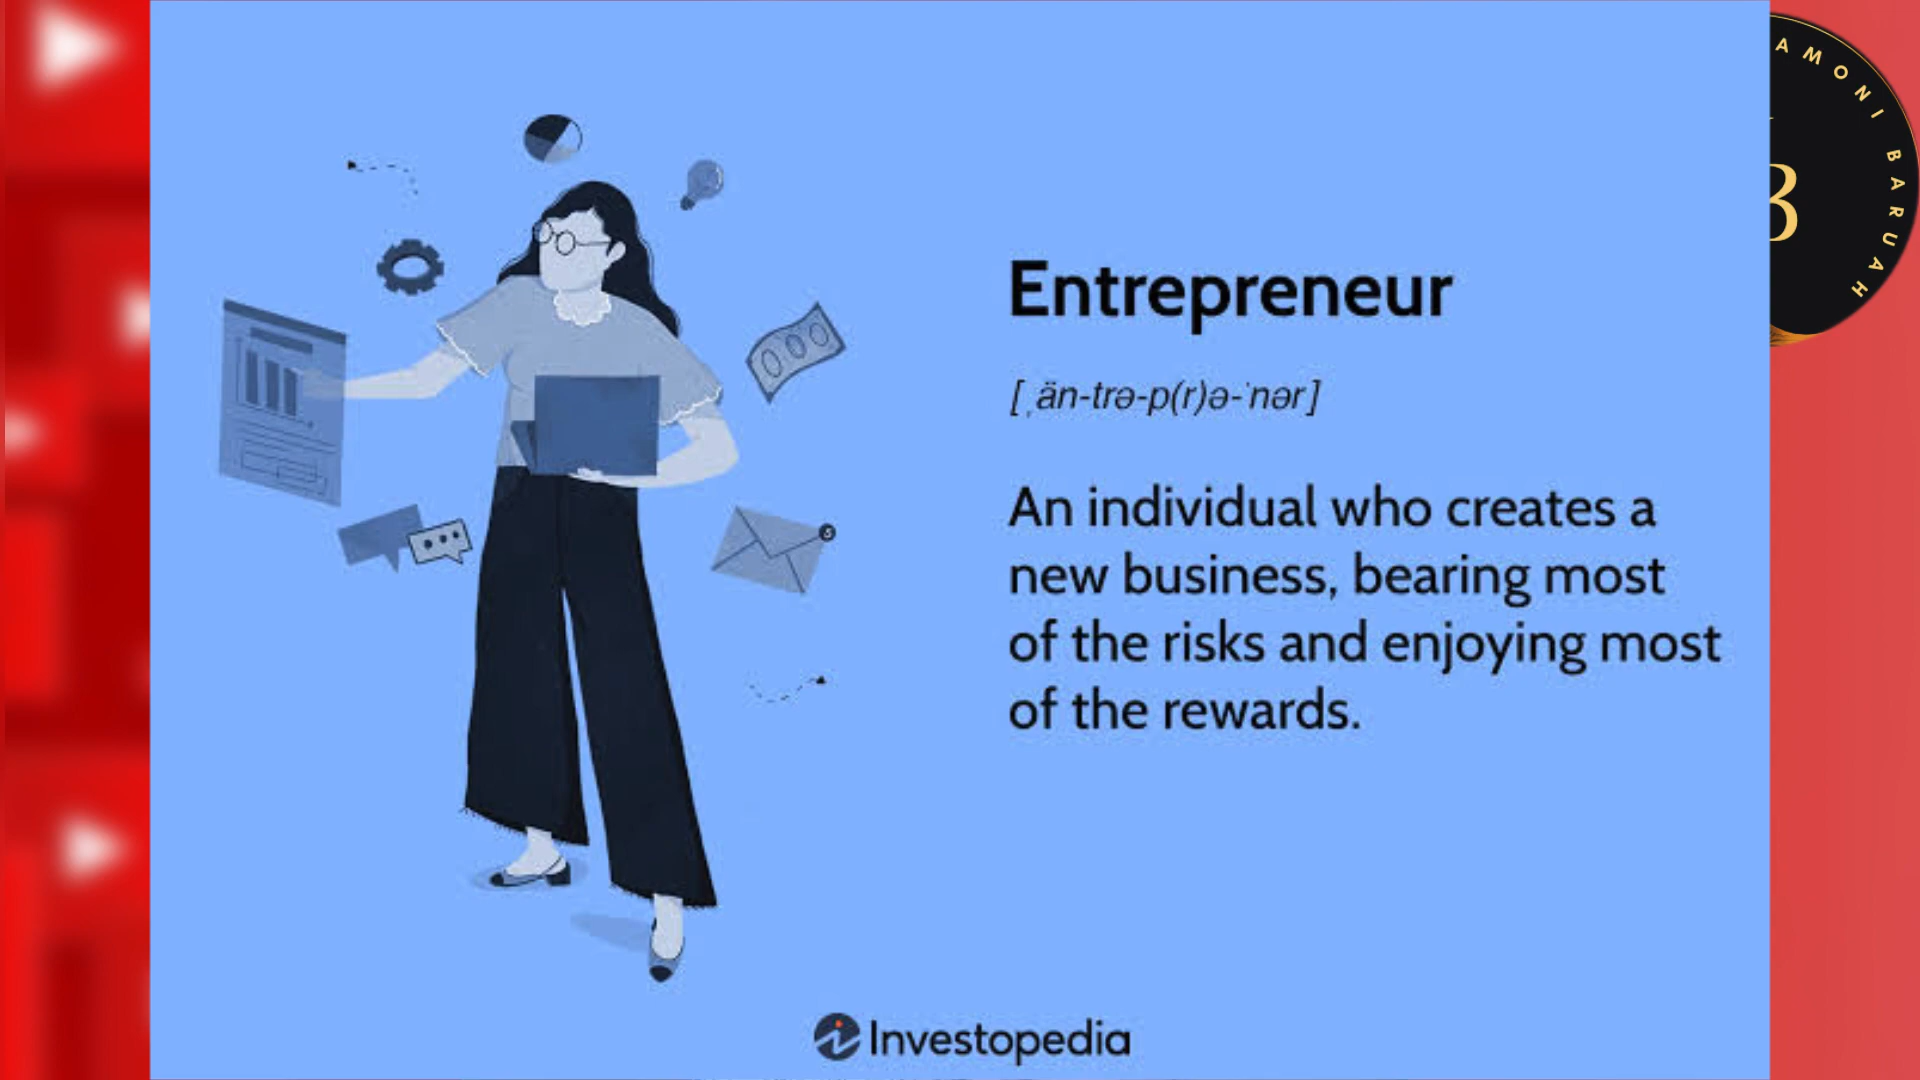 AMONI BARUAH
Entrepreneur
[ˌän-trə-p(r)ə-ˈnər]
An individual who creates a
new business, bearing most
of the risks and enjoying most
of the rewards.
Investopedia